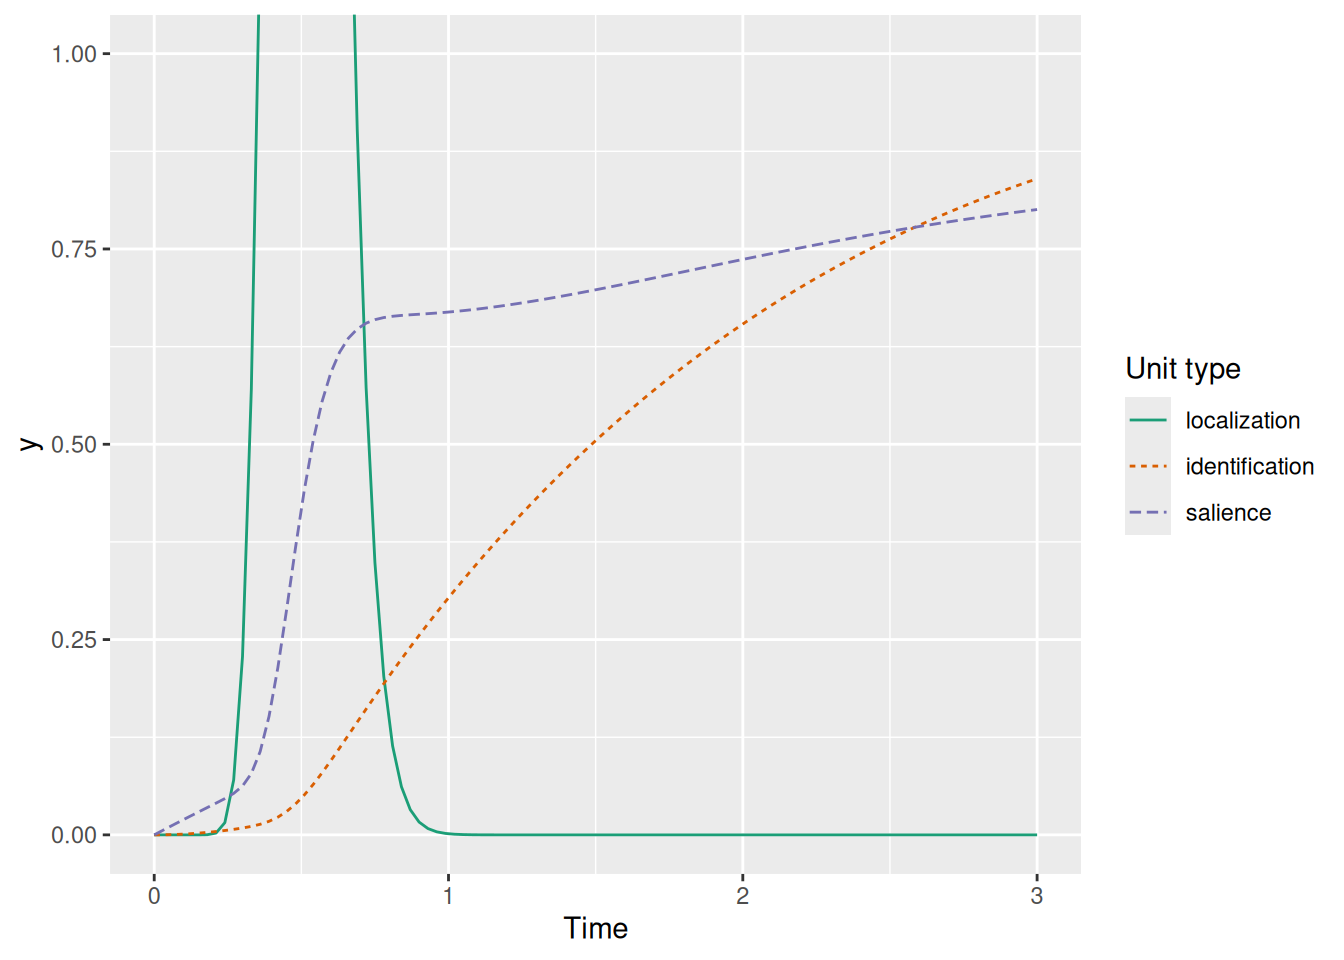 1.00
0.75
0.50
0.25
0.00
y
0 1 2 3
Time
Unit type
localization
identification
salience